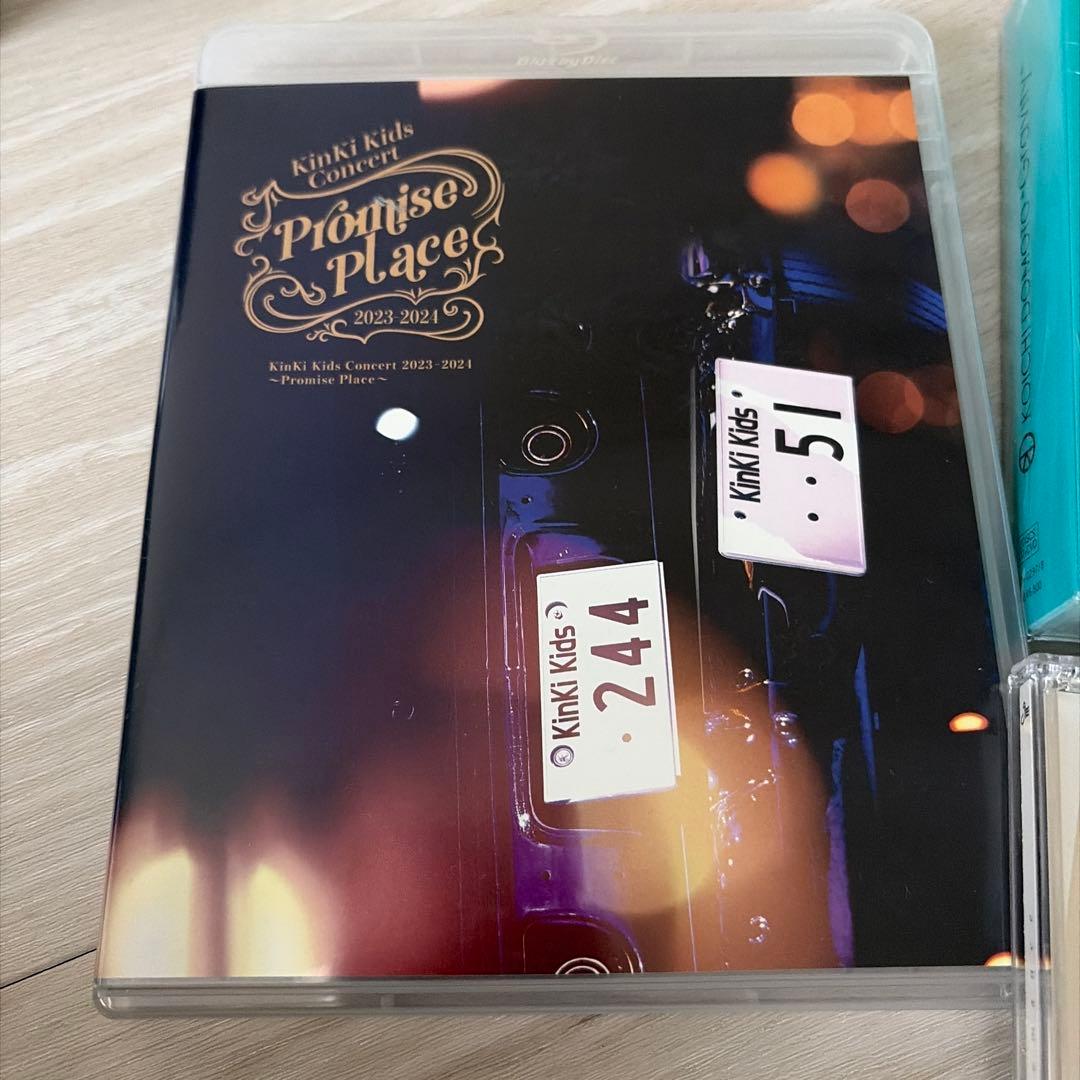 Blu-ray Disc
KinKi Kids
Concert
Promise
Place
2023-2024
KinKi Kids Concert 2023-2024
~Promise Place~
KinKi Kids
・・51
KinKi Kids
・244
KOICHI DOMOTO